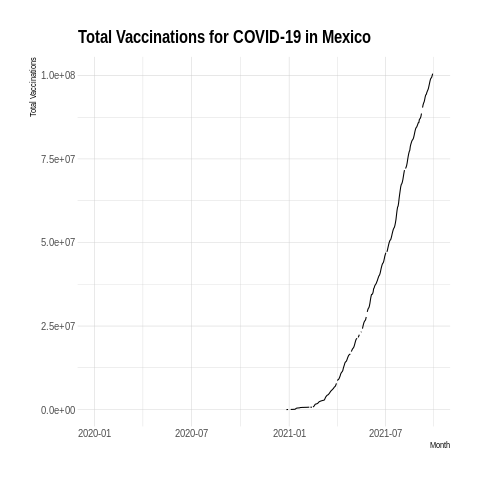 Total Vaccinations for COVID-19 in Mexico
Total Vaccinations
1.0e+08
7.5e+07
5.0e+07
2.5e+07
0.0e+00
2020-01
2020-07
2021-01
2021-07
Month